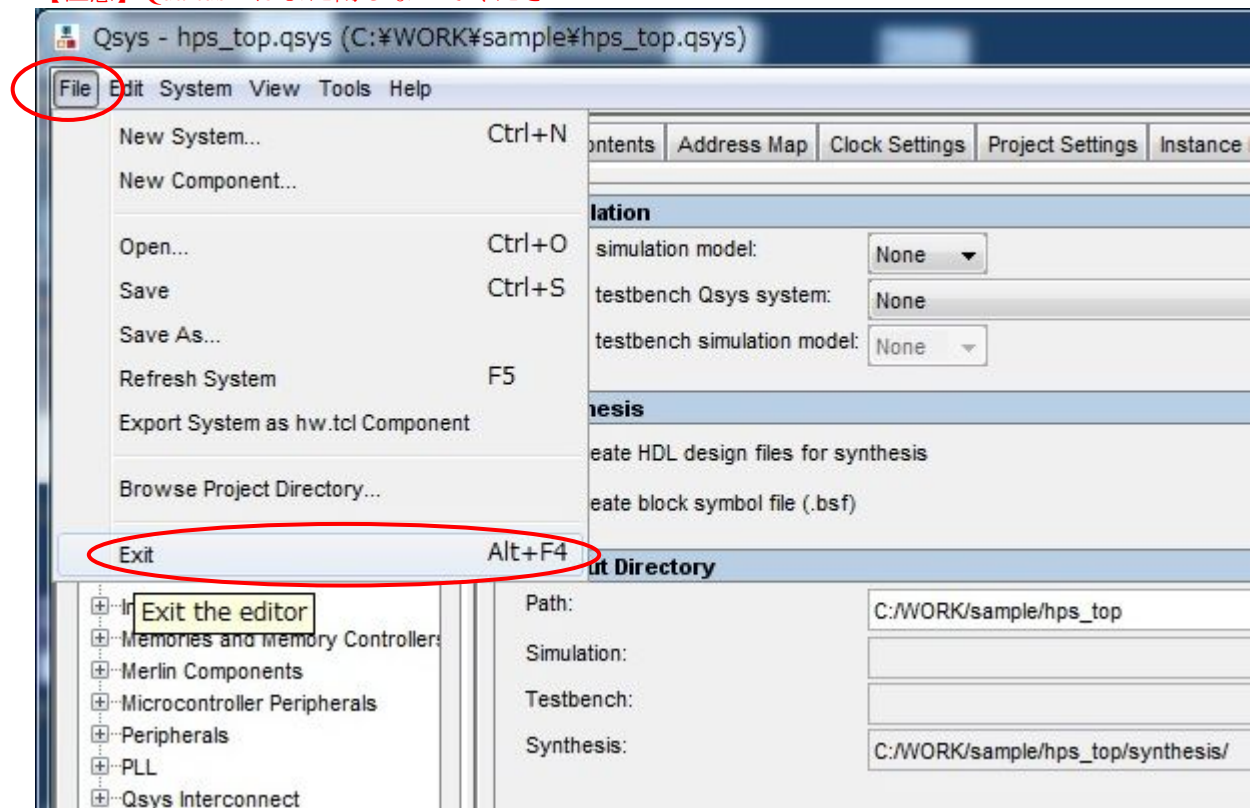 Qsys - hps_top.qsys (C:¥WORK¥sample¥hps_top.qsys)
File Edit System View Tools Help
New System... Ctrl+N
New Component...
Open... Ctrl+O
Save Ctrl+S
Save As...
Refresh System F5
Export System as hw.tcl Component
Browse Project Directory...
Exit Alt+F4
Exit the editor
Memories and Memory Controllers
Merlin Components
Microcontroller Peripherals
Peripherals
PLL
Qsys Interconnect
ontents Address Map Clock Settings Project Settings Instance
lation
simulation model: None
testbench Qsys system: None
testbench simulation model: None
hesis
eate HDL design files for synthesis
eate block symbol file (.bsf)
ut Directory
Path: C:/WORK/sample/hps_top
Simulation:
Testbench:
Synthesis: C:/WORK/sample/hps_top/synthesis/